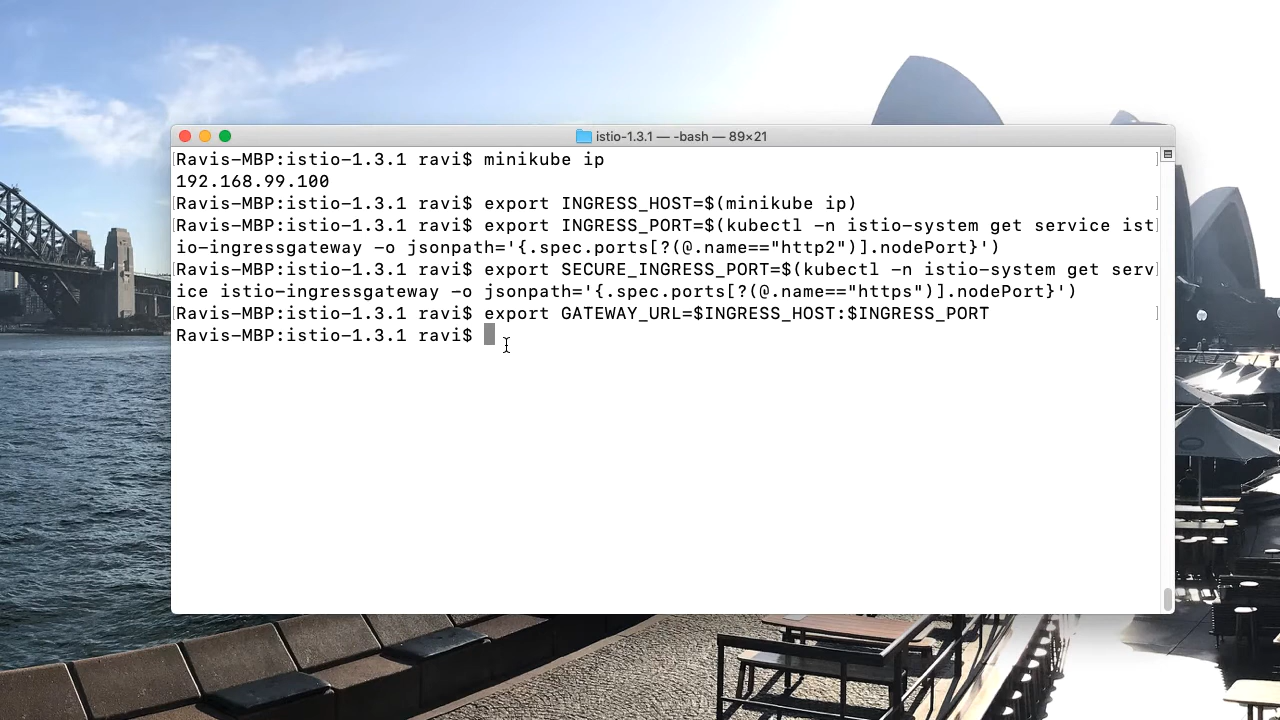 istio-1.3.1 — -bash — 89×21
Ravis-MBP:istio-1.3.1 ravi$ minikube ip
192.168.99.100
Ravis-MBP:istio-1.3.1 ravi$ export INGRESS_HOST=$(minikube ip)
Ravis-MBP:istio-1.3.1 ravi$ export INGRESS_PORT=$(kubectl -n istio-system get service ist
io-ingressgateway -o jsonpath='{.spec.ports[?(@.name=="http2")].nodePort}')
Ravis-MBP:istio-1.3.1 ravi$ export SECURE_INGRESS_PORT=$(kubectl -n istio-system get serv
ice istio-ingressgateway -o jsonpath='{.spec.ports[?(@.name=="https")].nodePort}')
Ravis-MBP:istio-1.3.1 ravi$ export GATEWAY_URL=$INGRESS_HOST:$INGRESS_PORT
Ravis-MBP:istio-1.3.1 ravi$